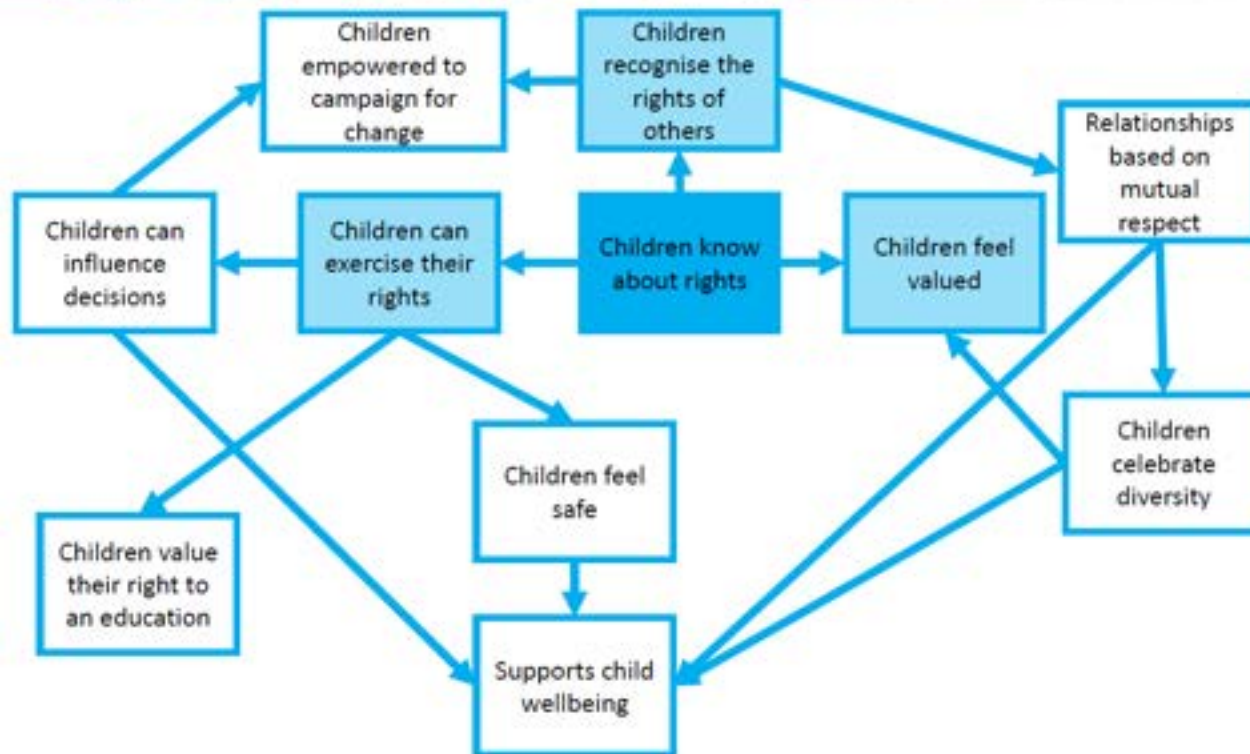 Children
empowered to
campaign for
change
Children
recognise the
rights of
others
Relationships
based on
mutual
respect
Children can
influence
decisions
Children can
exercise their
rights
Children know
about rights
Children feel
valued
Children feel
safe
Children
celebrate
diversity
Children value
their right to
an education
Supports child
wellbeing